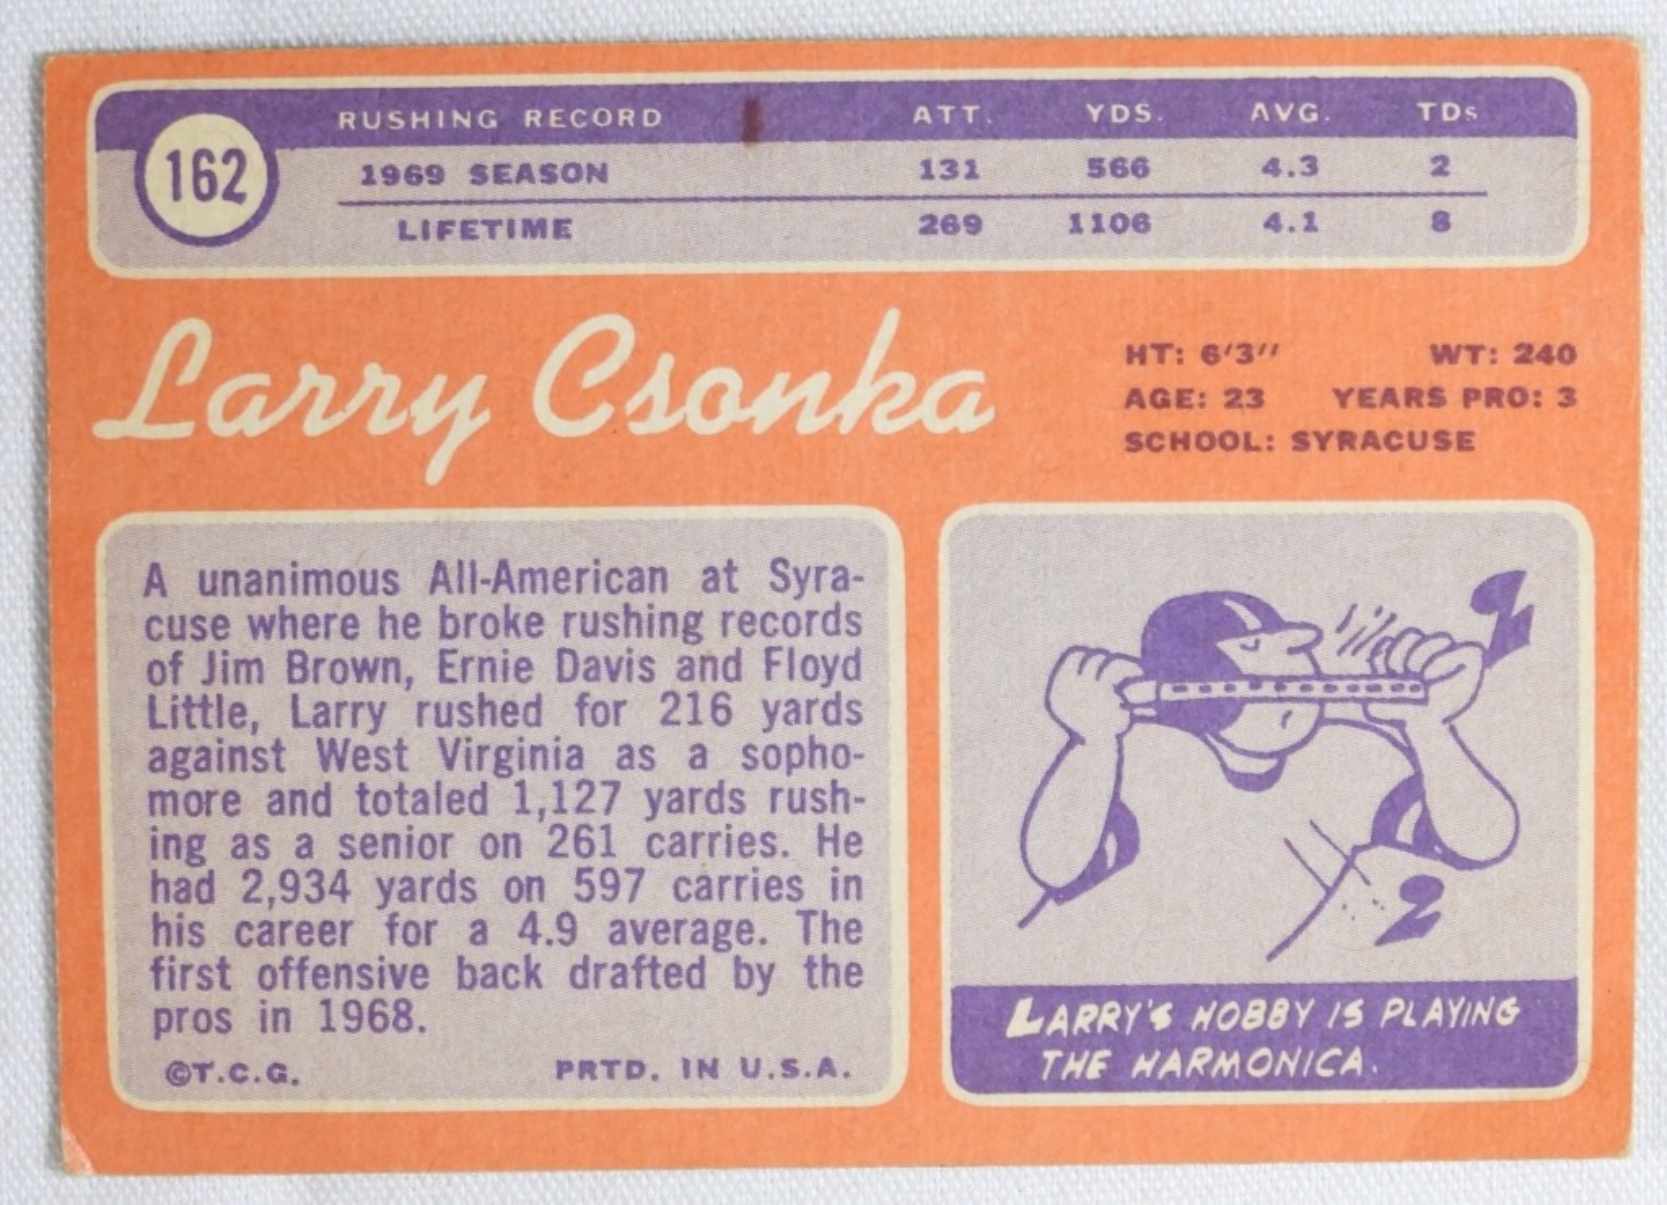 162
RUSHING RECORD ATT. YDS. AVG. TDs
1969 SEASON 131 566 4.3 2
LIFETIME 269 1106 4.1 8
Larry Csonka
HT: 6'3'' WT: 240
AGE: 23 YEARS PRO: 3
SCHOOL: SYRACUSE
A unanimous All-American at Syra-
cuse where he broke rushing records
of Jim Brown, Ernie Davis and Floyd
Little, Larry rushed for 216 yards
against West Virginia as a sopho-
more and totaled 1,127 yards rush-
ing as a senior on 261 carries. He
had 2,934 yards on 597 carries in
his career for a 4.9 average. The
first offensive back drafted by the
pros in 1968.
©T.C.G. PRTD. IN U.S.A.
LARRY'S HOBBY IS PLAYING
THE HARMONICA.